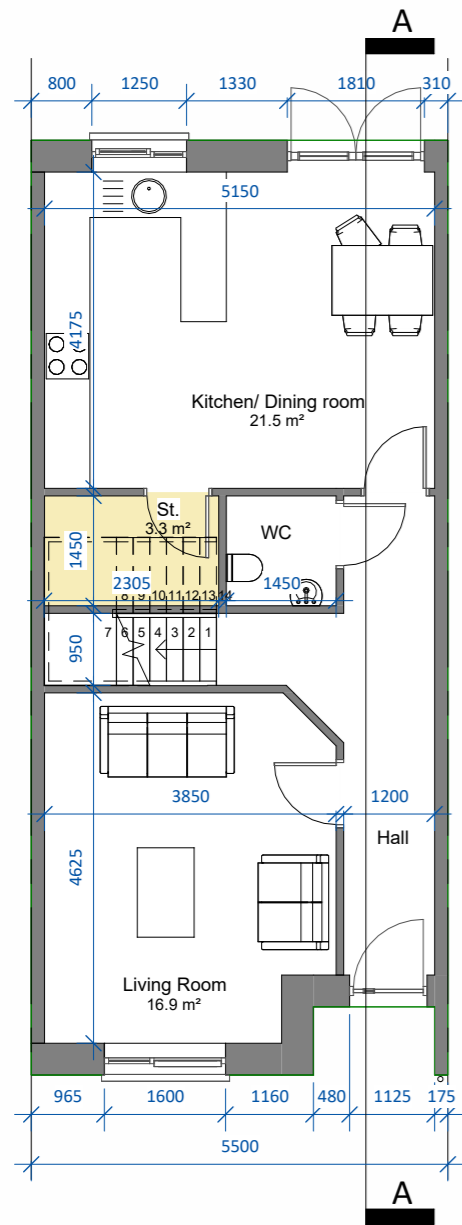 A
800 1250 1330 1810 310
5150
4175
Kitchen/ Dining room
21.5 m²
St.
3.3 m²
WC
1450
2305 1450
8 9 10 11 12 13 14
950
7 6 5 4 3 2 1
3850 1200
4625
Hall
Living Room
16.9 m²
965 1600 1160 480 1125 175
5500
A